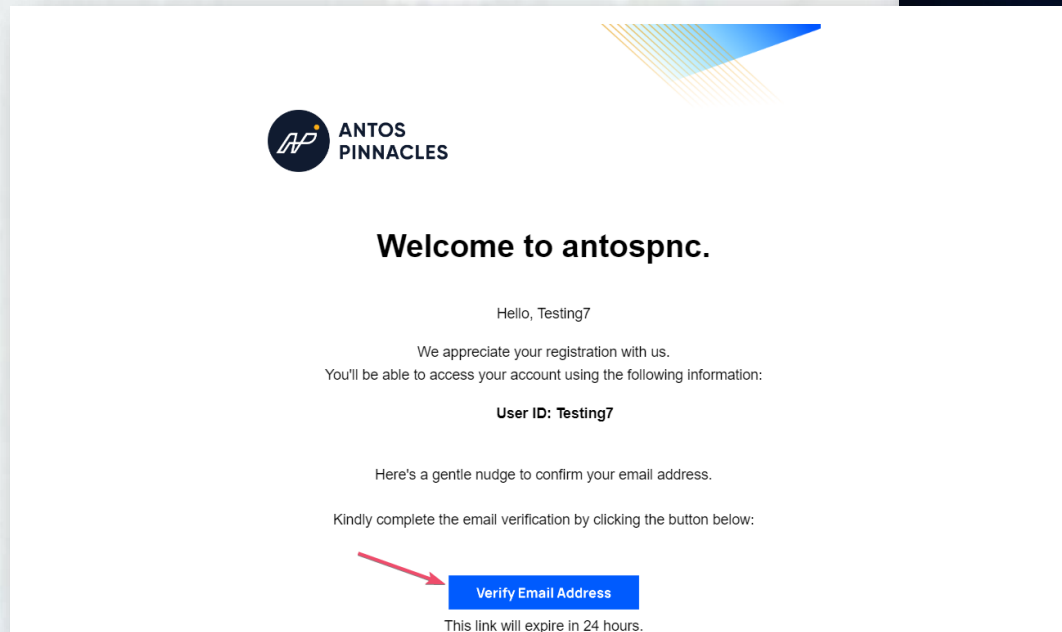 AP
ANTOS
PINNACLES
Welcome to antospnc.
Hello, Testing7
We appreciate your registration with us.
You'll be able to access your account using the following information:
User ID: Testing7
Here's a gentle nudge to confirm your email address.
Kindly complete the email verification by clicking the button below:
Verify Email Address
This link will expire in 24 hours.